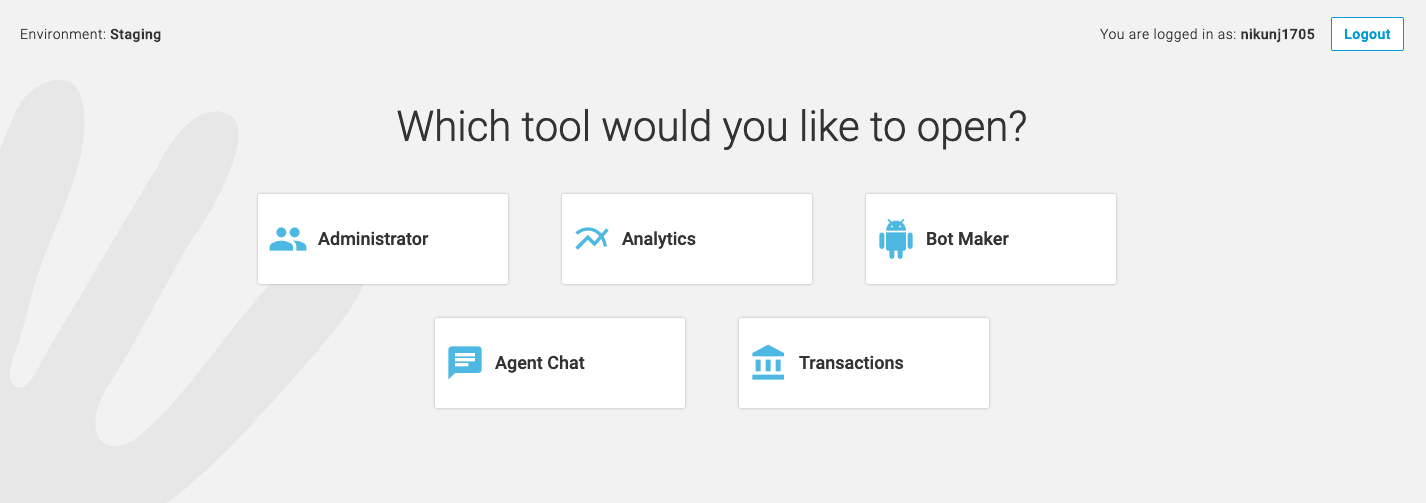 Environment: Staging
You are logged in as: nikunj1705
Logout
Which tool would you like to open?
Administrator
Analytics
Bot Maker
Agent Chat
Transactions